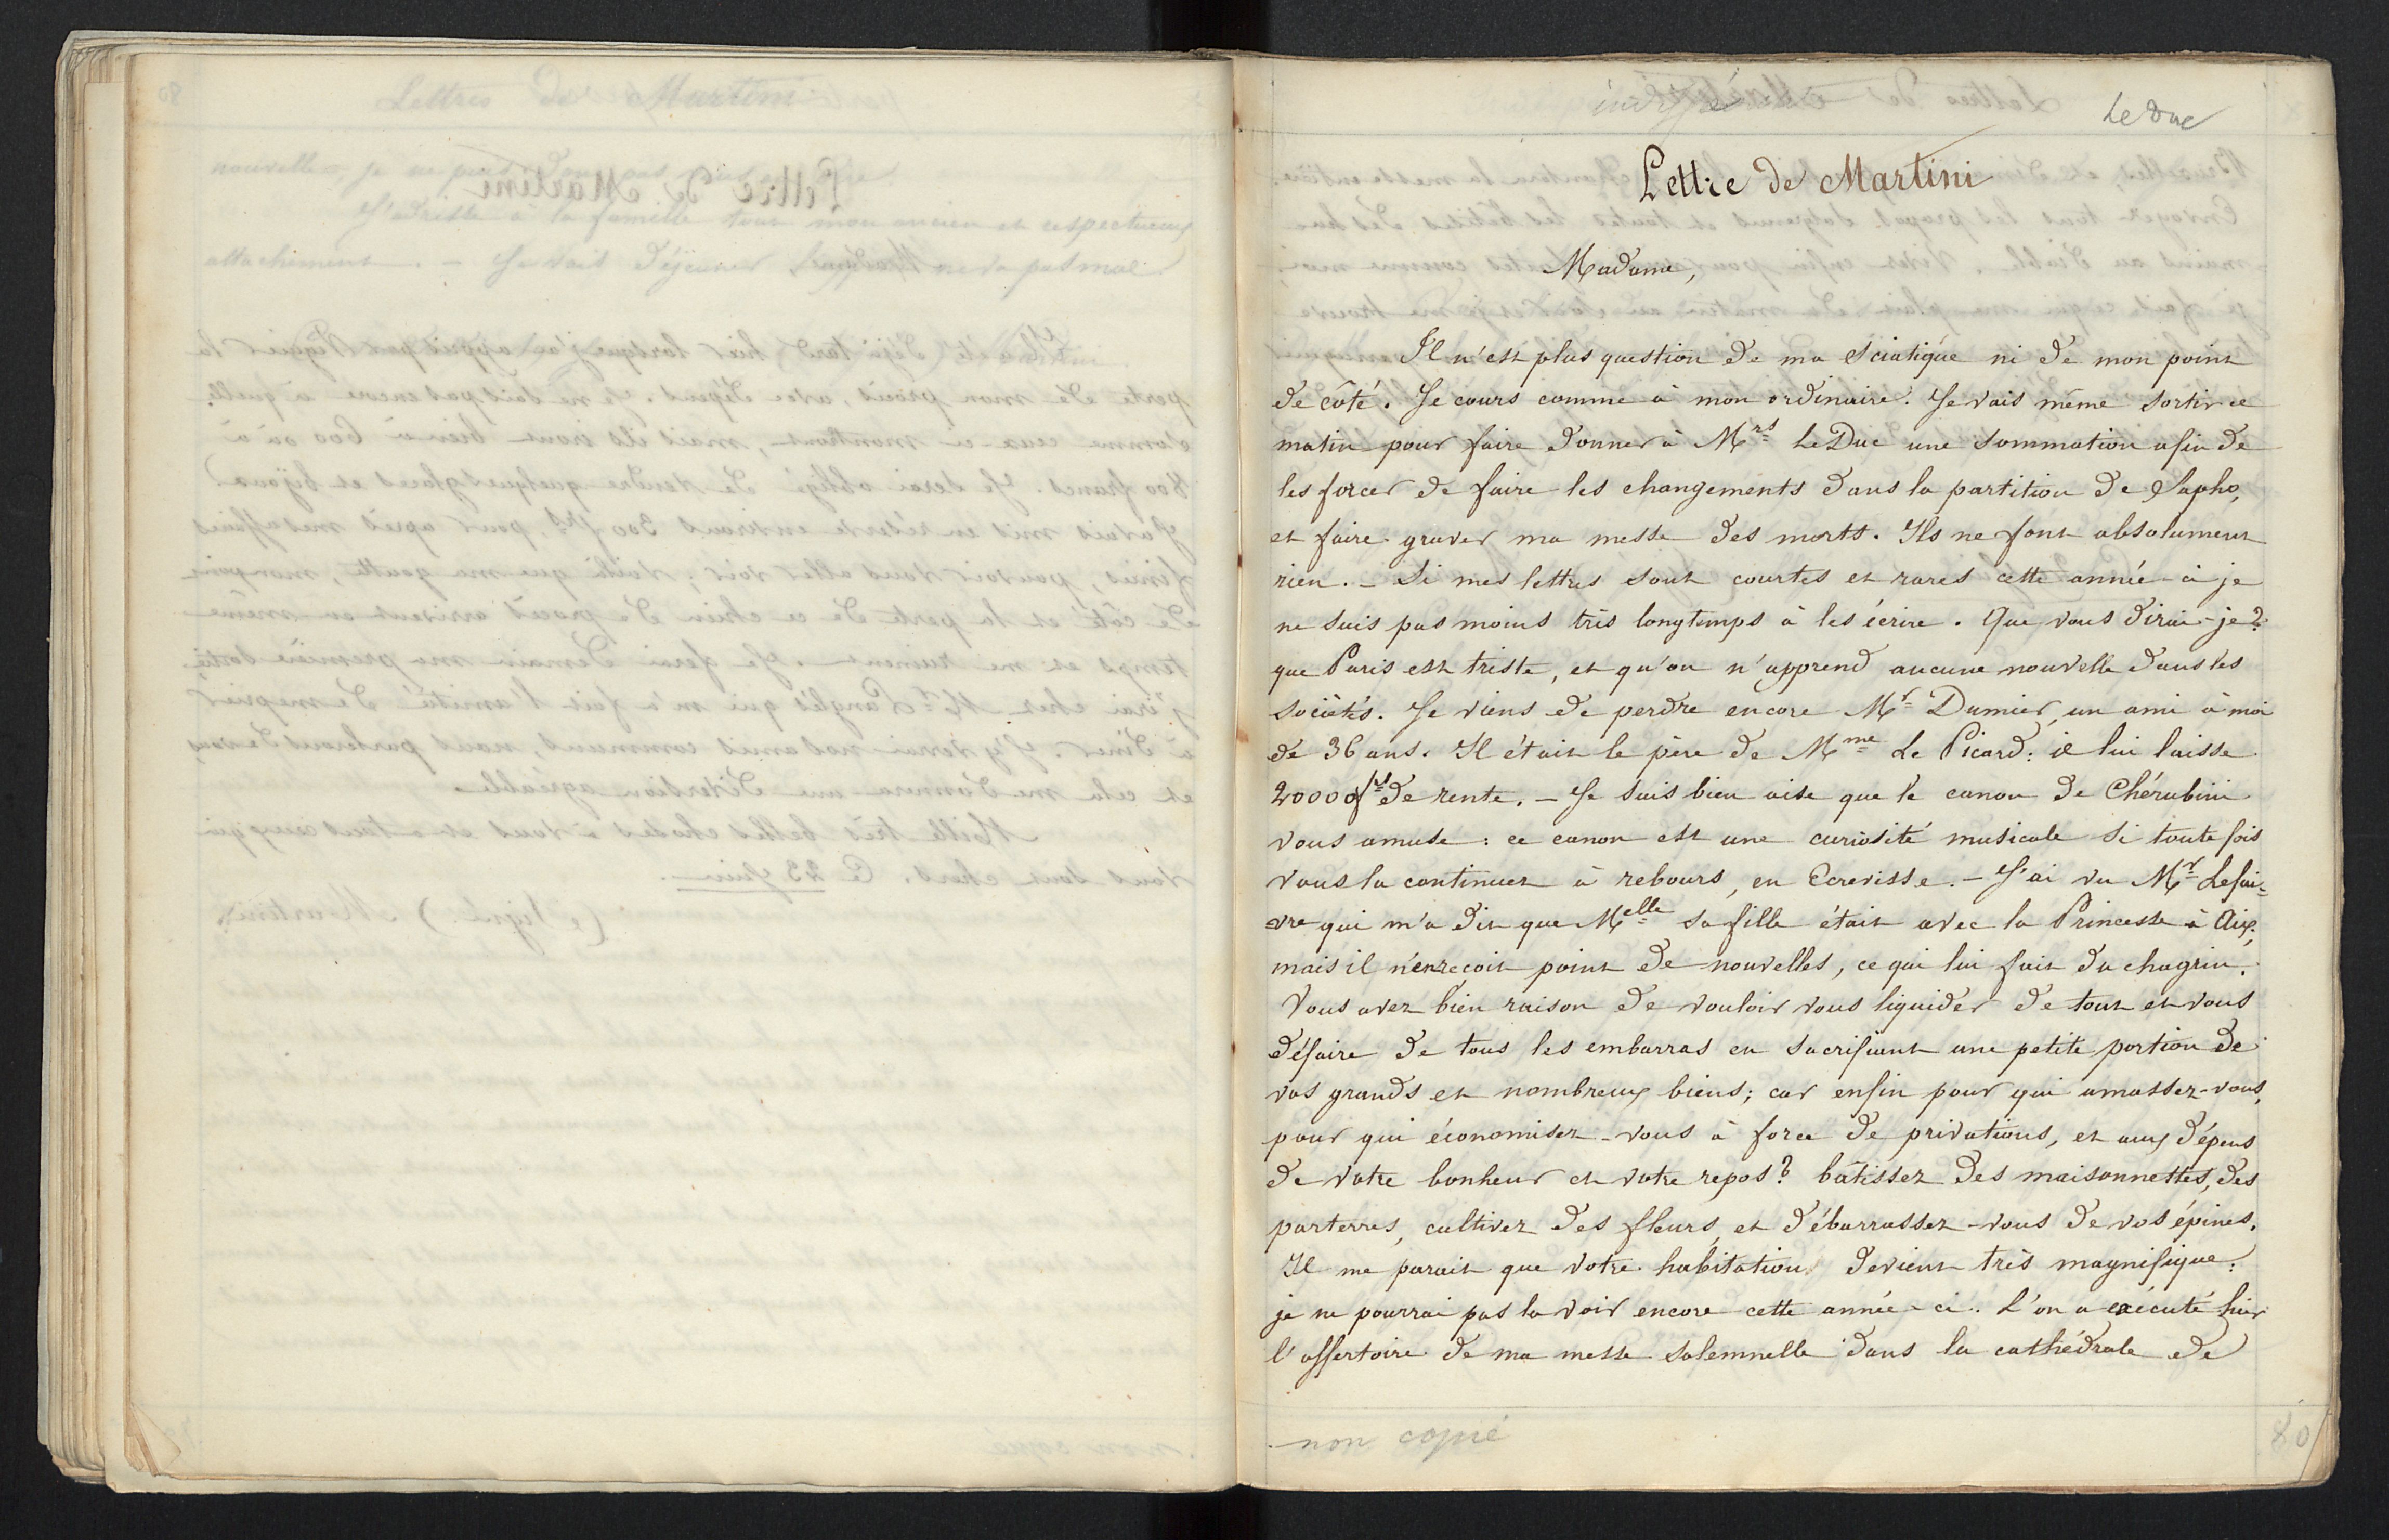 Le Duc
Lettre de Martini
Madame,
Il n'est plus question de ma sciatique ni de mon point
de côté. Je cours comme à mon ordinaire. Je vais même sortir ce
matin pour faire donner à Mrs Le Duc une sommation afin de
les forcer de faire les changements dans la partition de Sapho,
et faire graver ma messe des morts. Ils ne font absolument
rien. – Si mes lettres sont courtes et rares cette année-ci je
ne suis pas moins très longtemps à les écrire. Que vous dirai-je?
que Paris est triste, et qu'on n'apprend aucune nouvelle dans les
sociétés. Je viens de perdre encore Mr Dumier, un ami à moi
de 36 ans. Il était le père de Mme Le Picard: il lui laisse
20000 frs de rente. – Je suis bien aise que le canon de Chérubini
vous amuse: ce canon est une curiosité musicale si toute fois
vous la continuez à rebours, en Ecrevisse. – J'ai vu Mr Lefai-
vre qui m'a dit que Melle sa fille était avec la Princesse à Aix,
mais il n'en reçoit point de nouvelles, ce qui lui fait du chagrin.
Vous avez bien raison de vouloir vous liquider de tout et vous
défaire de tous les embarras en sacrifiant une petite portion de
vos grands et nombreux biens; car enfin pour qui amassez-vous,
pour qui économisez-vous à force de privations, et aux dépens
de votre bonheur et votre repos? bâtissez des maisonnettes, des
parterres, cultivez des fleurs, et débarrassez-vous de vos épines.
Il me parait que votre habitation devient très magnifique:
je ne pourrai pas la voir encore cette année-ci. L'on a exécuté hier
l'offertoire de ma messe solemnelle dans la cathédrale de
non copié
80